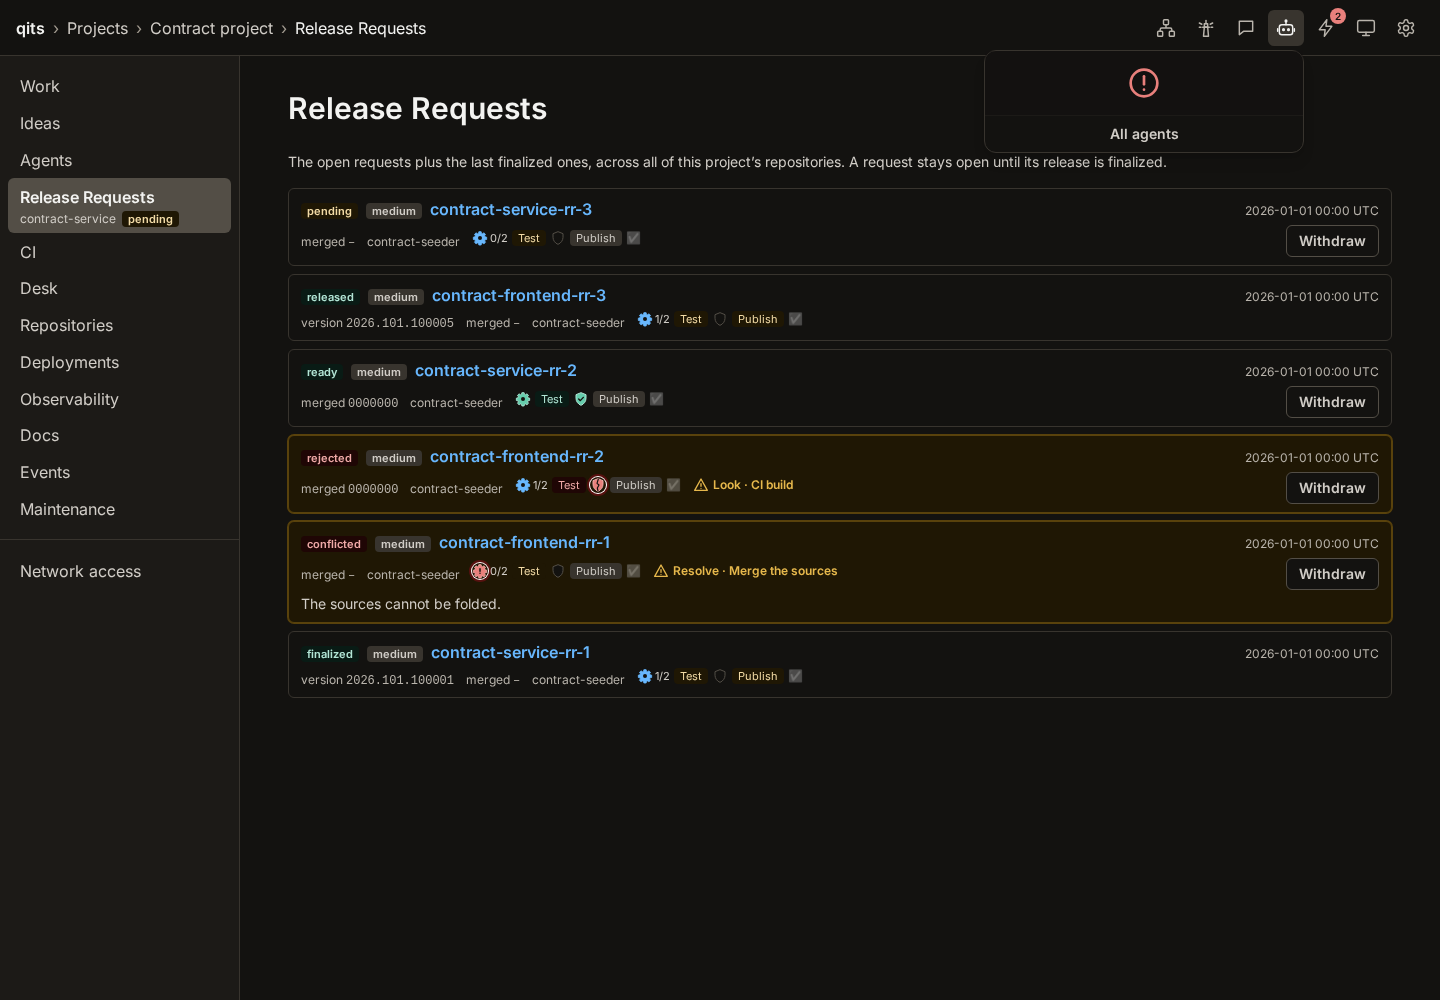 qits › Projects › Contract project › Release Requests
2
Work
Ideas
Agents
Release Requests
contract-service pending
CI
Desk
Repositories
Deployments
Observability
Docs
Events
Maintenance
Network access
All agents
Release Requests
The open requests plus the last finalized ones, across all of this project’s repositories. A request stays open until its release is finalized.
pending medium contract-service-rr-3 2026-01-01 00:00 UTC
merged – contract-seeder 0/2 Test Publish Withdraw
released medium contract-frontend-rr-3 2026-01-01 00:00 UTC
version 2026.101.100005 merged – contract-seeder 1/2 Test Publish
ready medium contract-service-rr-2 2026-01-01 00:00 UTC
merged 0000000 contract-seeder Test Publish Withdraw
rejected medium contract-frontend-rr-2 2026-01-01 00:00 UTC
merged 0000000 contract-seeder 1/2 Test Publish Look · CI build Withdraw
conflicted medium contract-frontend-rr-1 2026-01-01 00:00 UTC
merged – contract-seeder 0/2 Test Publish Resolve · Merge the sources Withdraw
The sources cannot be folded.
finalized medium contract-service-rr-1 2026-01-01 00:00 UTC
version 2026.101.100001 merged – contract-seeder 1/2 Test Publish